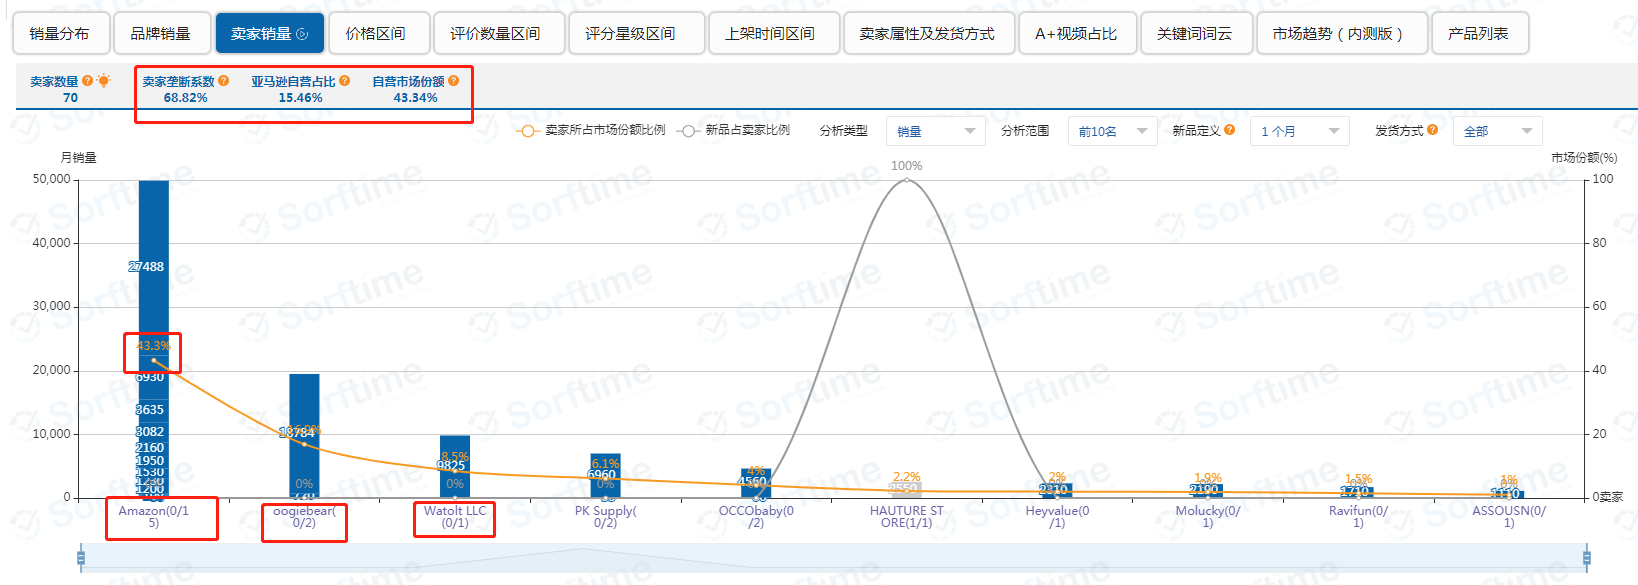 销量分布 品牌销量 卖家销量 价格区间 评价数量区间 评分星级区间 上架时间区间 卖家属性及发货方式 A+视频占比 关键词词云 市场趋势（内测版） 产品列表
卖家数量 卖家垄断系数 亚马逊自营占比 自营市场份额
70 68.82% 15.46% 43.34%
卖家所占市场份额比例 新品占卖家比例 分析类型 销量 分析范围 前10名 新品定义 1 个月 发货方式 全部
月销量 市场份额(%)
100%
50,000 100
40,000 80
27488
30,000 60
43.3%
20,000 6930 40
3635
10,000 3082 18784 8.5% 20
2160 9825 6.1%
1950 6960 4% 2.2% 2% 1.9% 1.5% 1%
1530 0% 0% 0% 4560 2550 2310 2190 1710 1110
1200
0 0卖家
Amazon(0/1 oogiebear( Watolt LLC PK Supply( OCCObaby(0 HAUTURE ST Heyvalue(0 Molucky(0/ Ravifun(0/ ASSOUSN(0/
5) 0/2) (0/1) 0/2) /2) ORE(1/1) /1) 1) 1) 1)
Sorftime